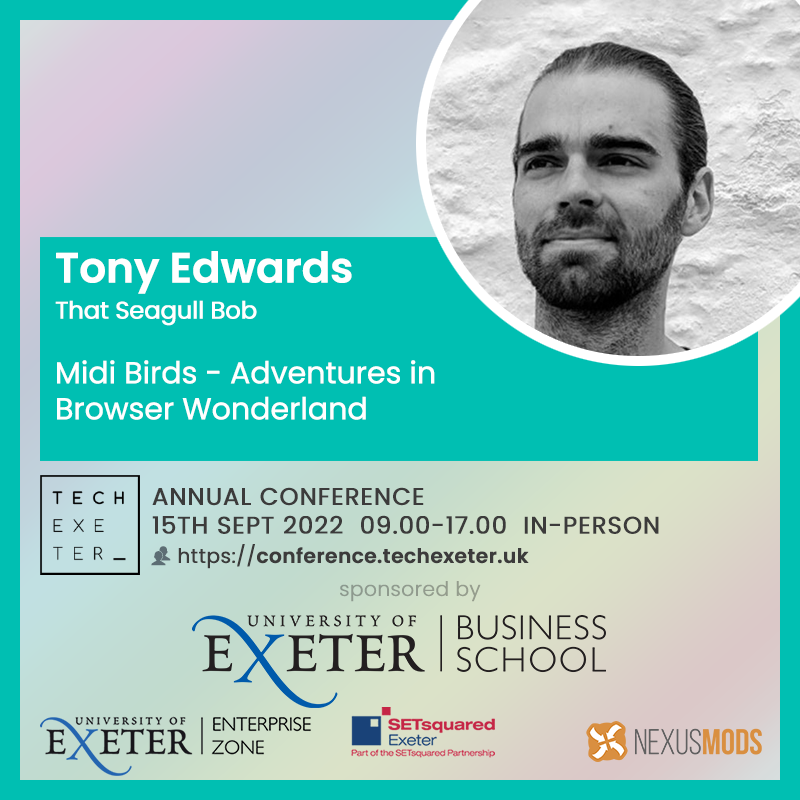 Tony Edwards
That Seagull Bob
Midi Birds - Adventures in
Browser Wonderland
TECH
EXE
TER_
ANNUAL CONFERENCE
15TH SEPT 2022 09.00-17.00 IN-PERSON
https://conference.techexeter.uk
sponsored by
UNIVERSITY OF
EXETER
BUSINESS
SCHOOL
UNIVERSITY OF
EXETER
ENTERPRISE
ZONE
SETsquared
Exeter
Part of the SETsquared Partnership
NEXUSMODS